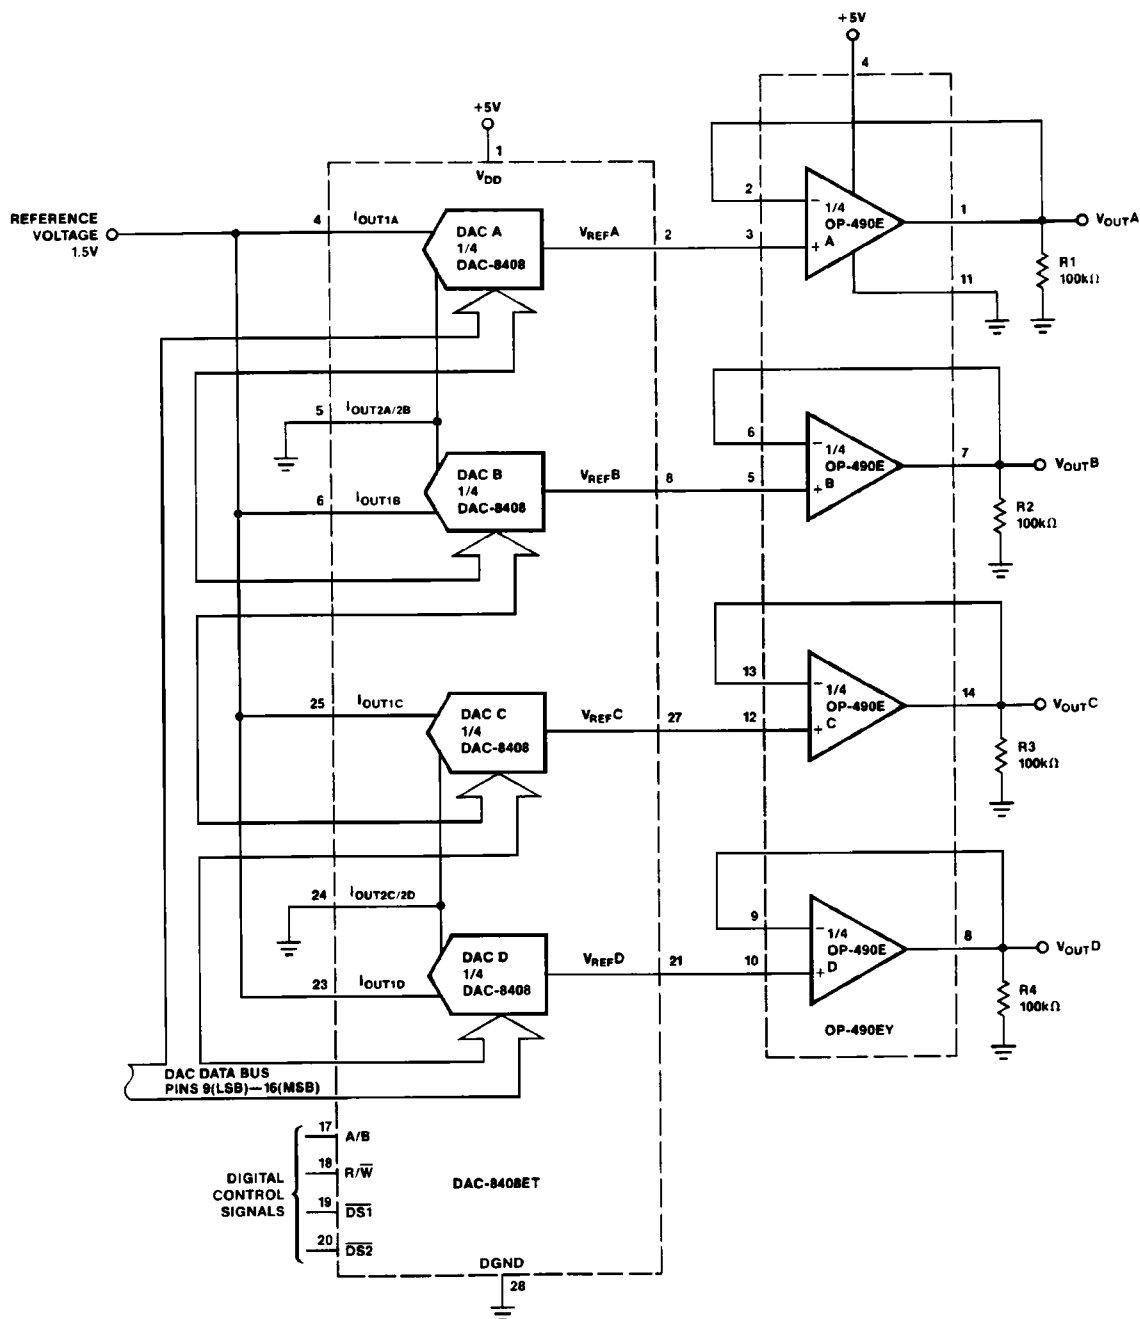 +5V
4
+5V
1
VDD
REFERENCE
VOLTAGE
1.5V
4
IOUT1A
DAC A
1/4
DAC-8408
VREFA
2
3
2
−
1/4
OP-490E
A
+
1
VOUTA
11
R1
100kΩ
5
IOUT2A/2B
6
IOUT1B
DAC B
1/4
DAC-8408
VREFB
8
5
6
−
1/4
OP-490E
B
+
7
VOUTB
R2
100kΩ
25
IOUT1C
DAC C
1/4
DAC-8408
VREFC
27
12
13
−
1/4
OP-490E
C
+
14
VOUTC
R3
100kΩ
24
IOUT2C/2D
23
IOUT1D
DAC D
1/4
DAC-8408
VREFD
21
10
9
−
1/4
OP-490E
D
+
8
VOUTD
R4
100kΩ
OP-490EY
DAC DATA BUS
PINS 9(LSB)—16(MSB)
DIGITAL
CONTROL
SIGNALS
17
A/B
18
R/W̅
19
D̅S̅1̅
20
D̅S̅2̅
DAC-8408ET
DGND
28